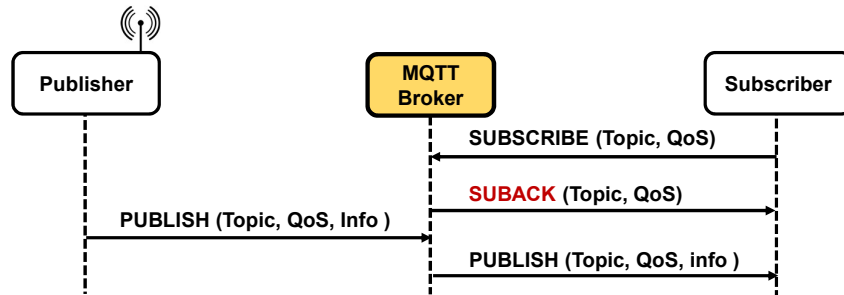 Publisher
MQTT
Broker
Subscriber
SUBSCRIBE (Topic, QoS)
SUBACK (Topic, QoS)
PUBLISH (Topic, QoS, Info )
PUBLISH (Topic, QoS, info )